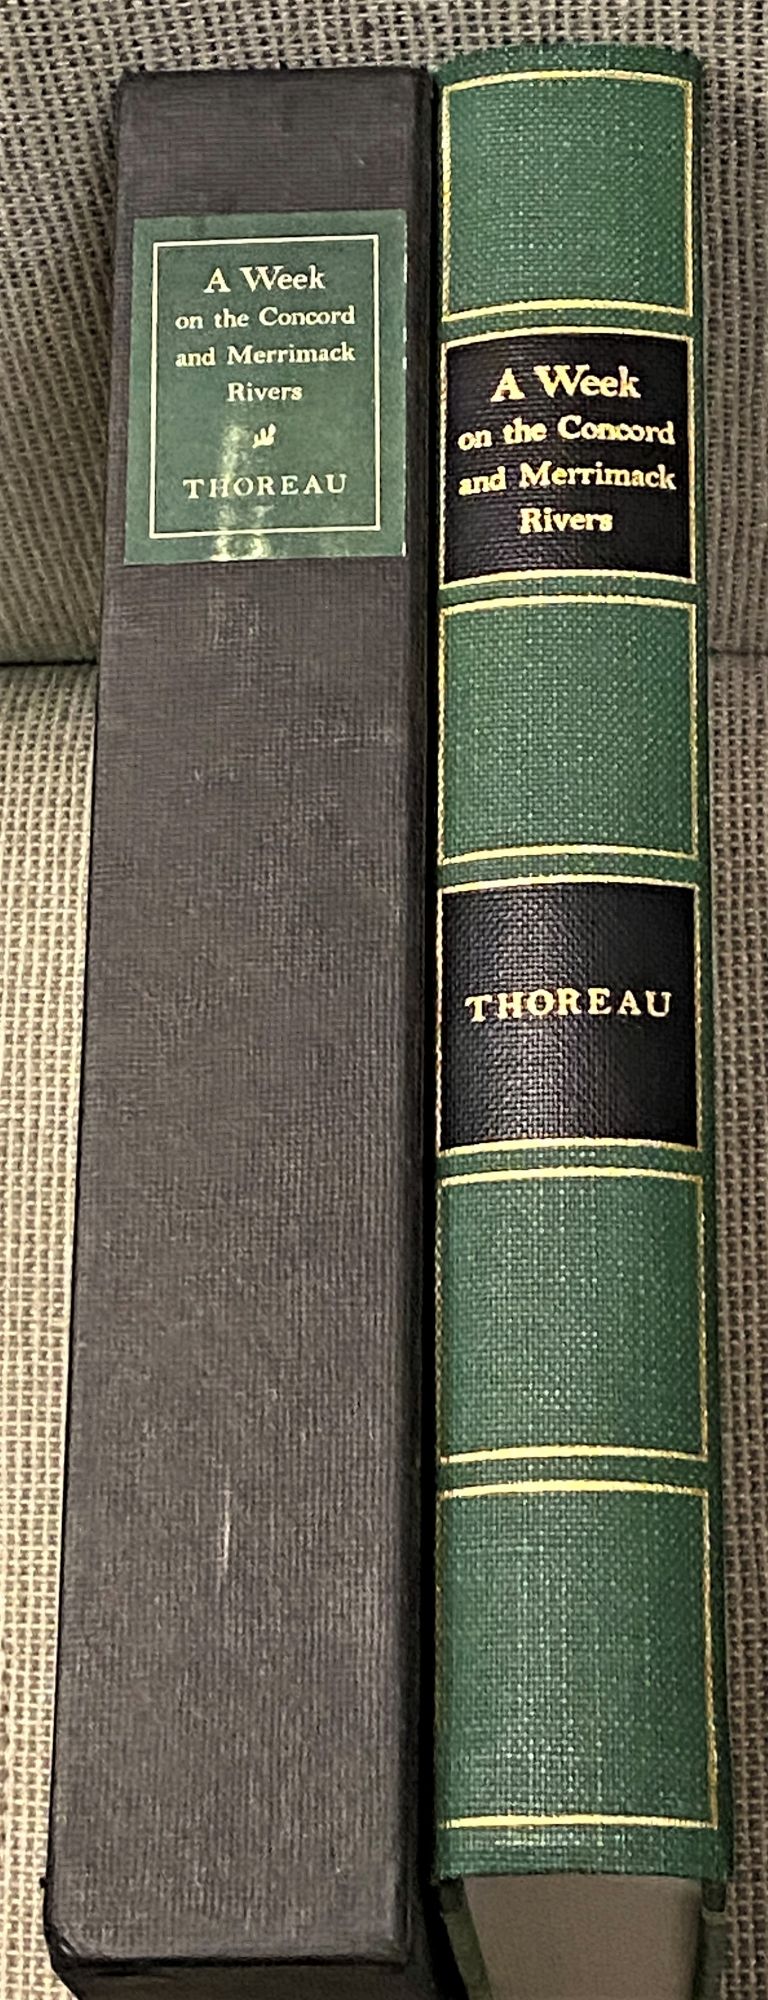 A Week
on the Concord
and Merrimack
Rivers
THOREAU
A Week
on the Concord
and Merrimack
Rivers
THOREAU